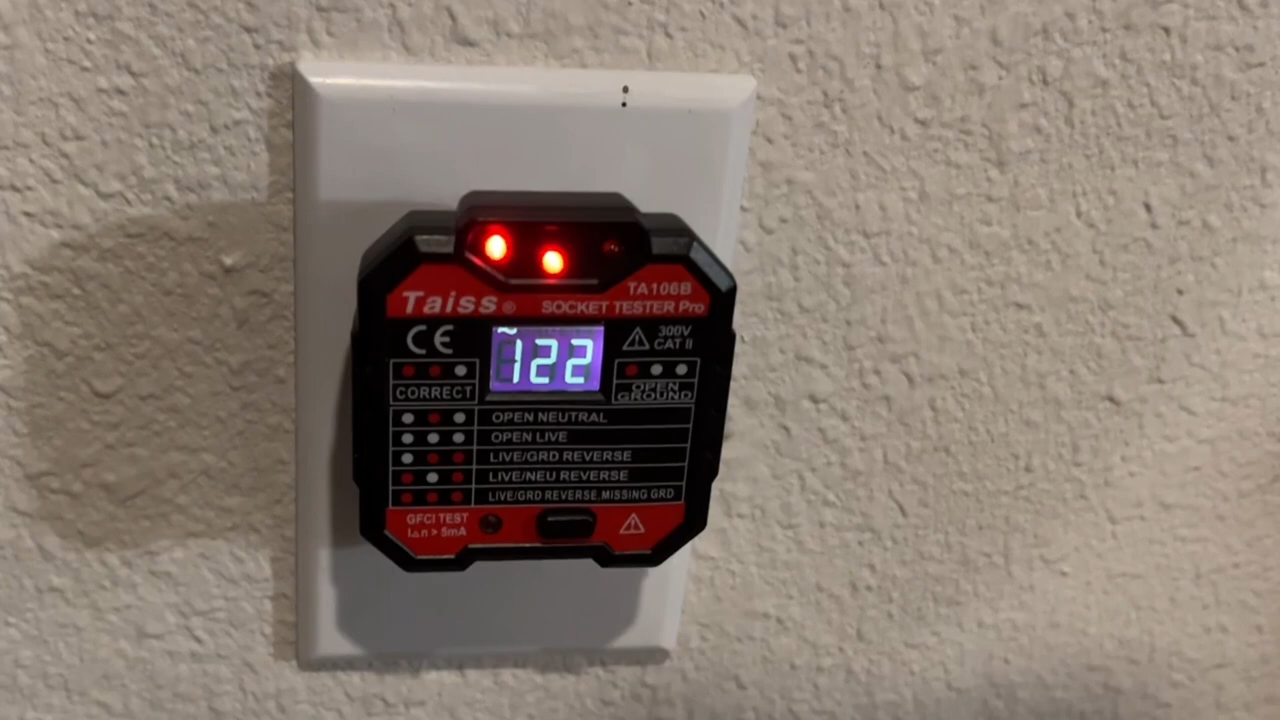 Taiss®
TA106B
SOCKET TESTER Pro
CE
~122
300V
CAT II
CORRECT
OPEN
GROUND
OPEN NEUTRAL
OPEN LIVE
LIVE/GRD REVERSE
LIVE/NEU REVERSE
LIVE/GRD REVERSE,MISSING GRD
GFCI TEST
I△n > 5mA